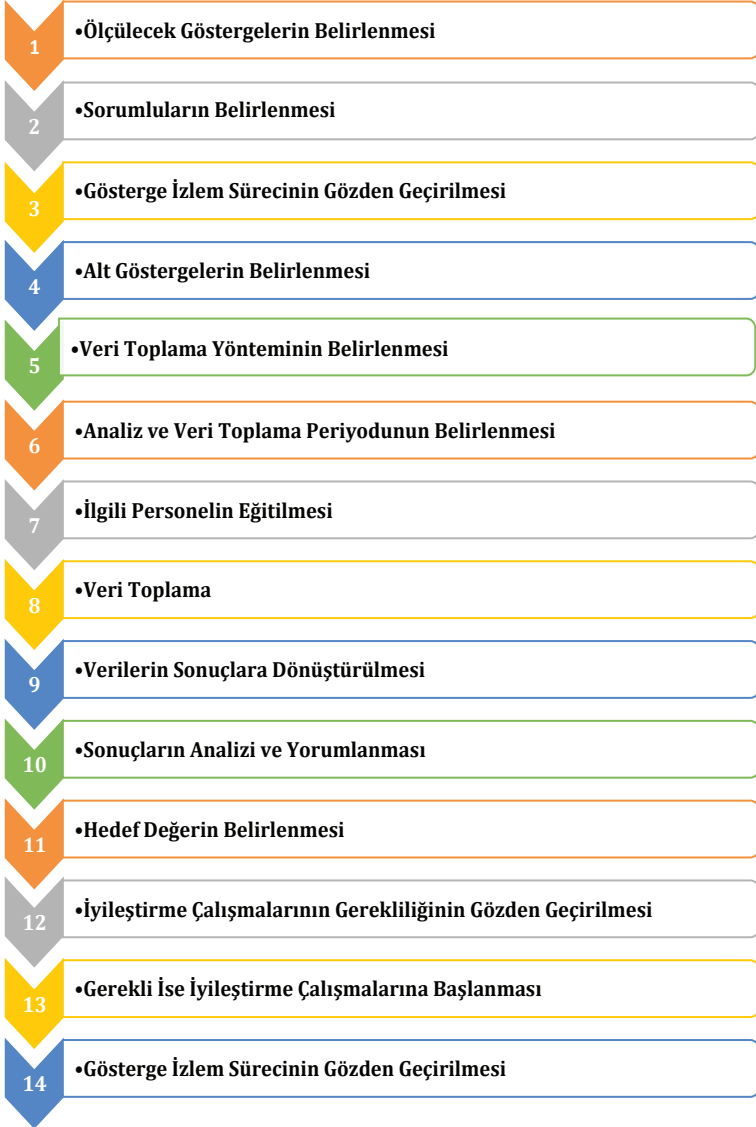 1
•Ölçülecek Göstergelerin Belirlenmesi
2
•Sorumluların Belirlenmesi
3
•Gösterge İzlem Sürecinin Gözden Geçirilmesi
4
•Alt Göstergelerin Belirlenmesi
5
•Veri Toplama Yönteminin Belirlenmesi
6
•Analiz ve Veri Toplama Periyodunun Belirlenmesi
7
•İlgili Personelin Eğitilmesi
8
•Veri Toplama
9
•Verilerin Sonuçlara Dönüştürülmesi
10
•Sonuçların Analizi ve Yorumlanması
11
•Hedef Değerin Belirlenmesi
12
•İyileştirme Çalışmalarının Gerekliliğinin Gözden Geçirilmesi
13
•Gerekli İse İyileştirme Çalışmalarına Başlanması
14
•Gösterge İzlem Sürecinin Gözden Geçirilmesi